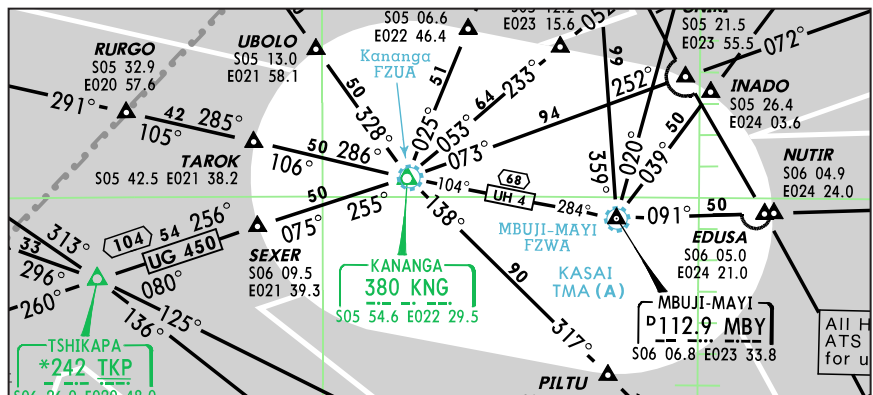 S05 06.6
E022 46.4
E023 15.6
052°
S05 21.5
E023 55.5
072°
RURGO
S05 32.9
E020 57.6
UBOLO
S05 13.0
E021 58.1
Kananga
FZUA
50
328°
51
025°
64
233°
053°
99
252°
94
073°
INADO
S05 26.4
E024 03.6
291°
42
285°
105°
TAROK
S05 42.5 E021 38.2
50
286°
106°
50
255°
075°
104°
68
UH 4
284°
359°
020°
039°
50
NUTIR
S06 04.9
E024 24.0
091°
50
EDUSA
S06 05.0
E024 21.0
MBUJI-MAYI
FZWA
KASAI
TMA (A)
138°
90
317°
313°
33
296°
260°
104
54
256°
UG 450
080°
125°
136°
SEXER
S06 09.5
E021 39.3
KANANGA
380 KNG
S05 54.6 E022 29.5
MBUJI-MAYI
D112.9 MBY
S06 06.8 E023 33.8
TSHIKAPA
*242 TKP
PILTU
All H
ATS
for u